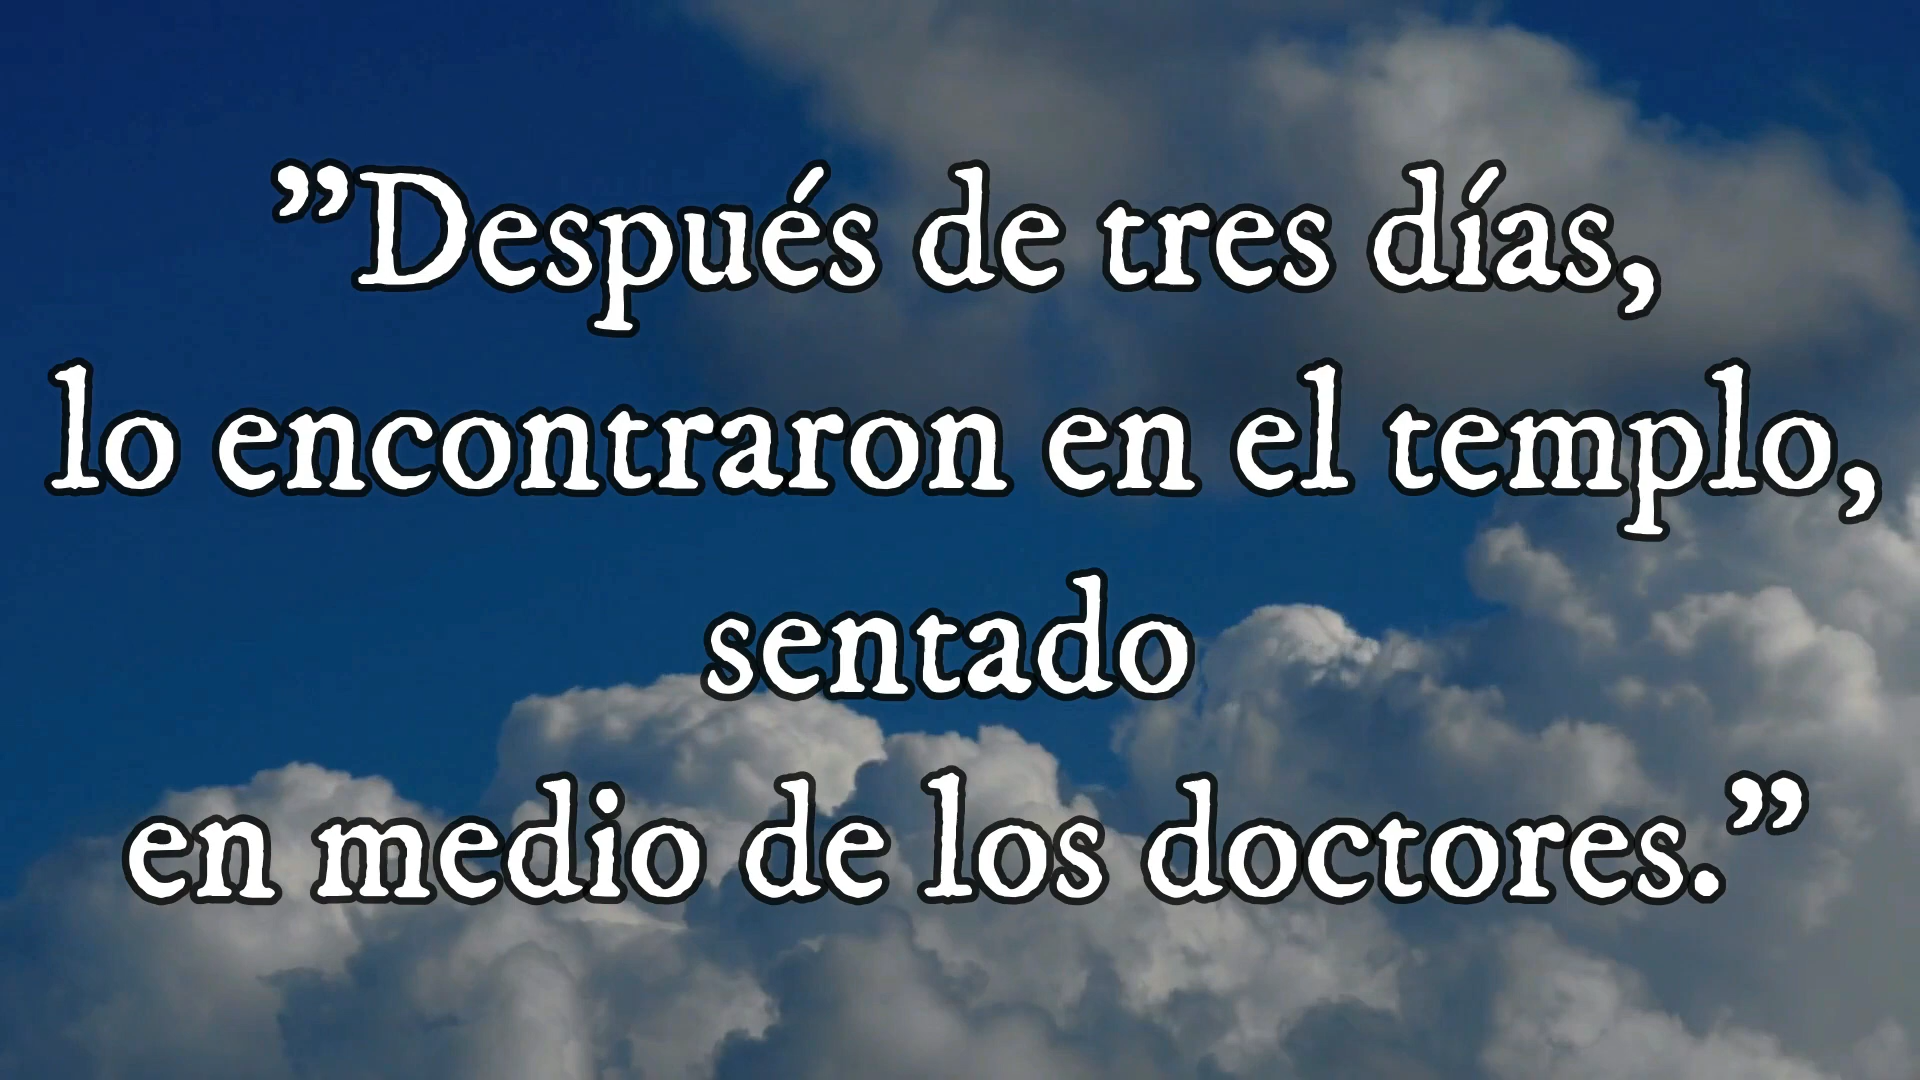 ”Después de tres días,
lo encontraron en el templo,
sentado
en medio de los doctores.”